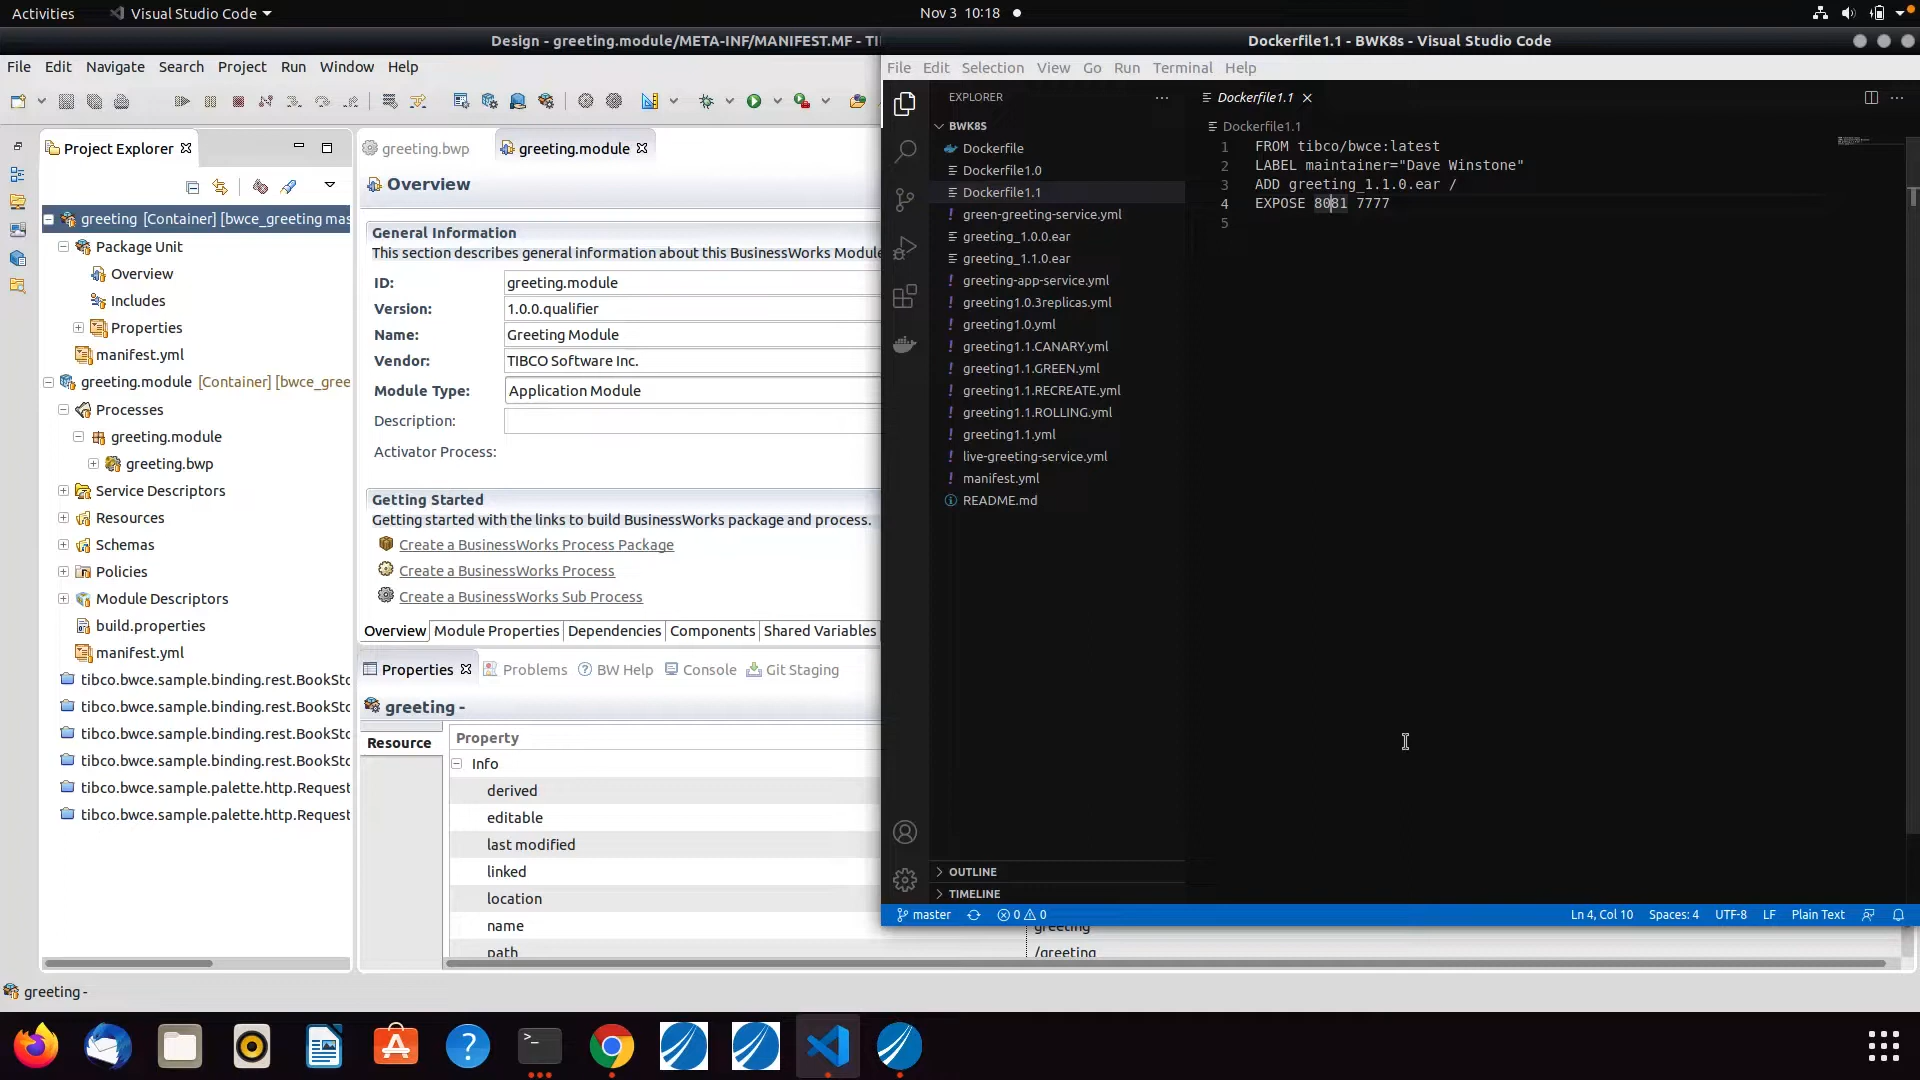 Activities
Visual Studio Code
Nov 3 10:18
Design - greeting.module/META-INF/MANIFEST.MF - TI
File Edit Navigate Search Project Run Window Help
Project Explorer
greeting [Container] [bwce_greeting mas
Package Unit
Overview
Includes
Properties
manifest.yml
greeting.module [Container] [bwce_gree
Processes
greeting.module
greeting.bwp
Service Descriptors
Resources
Schemas
Policies
Module Descriptors
build.properties
manifest.yml
tibco.bwce.sample.binding.rest.BookSto
tibco.bwce.sample.binding.rest.BookSto
tibco.bwce.sample.binding.rest.BookSto
tibco.bwce.sample.binding.rest.BookSto
tibco.bwce.sample.palette.http.Request
tibco.bwce.sample.palette.http.Request
greeting.bwp
greeting.module
Overview
General Information
This section describes general information about this BusinessWorks Module
ID: greeting.module
Version: 1.0.0.qualifier
Name: Greeting Module
Vendor: TIBCO Software Inc.
Module Type: Application Module
Description:
Activator Process:
Getting Started
Getting started with the links to build BusinessWorks package and process.
Create a BusinessWorks Process Package
Create a BusinessWorks Process
Create a BusinessWorks Sub Process
Overview Module Properties Dependencies Components Shared Variables
Properties Problems BW Help Console Git Staging
greeting -
Resource
Property
Info
derived
editable
last modified
linked
location
name
greeting
path
/greeting
greeting -
Dockerfile1.1 - BWK8s - Visual Studio Code
File Edit Selection View Go Run Terminal Help
EXPLORER
BWK8S
Dockerfile
Dockerfile1.0
Dockerfile1.1
green-greeting-service.yml
greeting_1.0.0.ear
greeting_1.1.0.ear
greeting-app-service.yml
greeting1.0.3replicas.yml
greeting1.0.yml
greeting1.1.CANARY.yml
greeting1.1.GREEN.yml
greeting1.1.RECREATE.yml
greeting1.1.ROLLING.yml
greeting1.1.yml
live-greeting-service.yml
manifest.yml
README.md
OUTLINE
TIMELINE
Dockerfile1.1
Dockerfile1.1
1 FROM tibco/bwce:latest
2 LABEL maintainer="Dave Winstone"
3 ADD greeting_1.1.0.ear /
4 EXPOSE 8081 7777
5
master
0 0
Ln 4, Col 10
Spaces: 4
UTF-8
LF
Plain Text